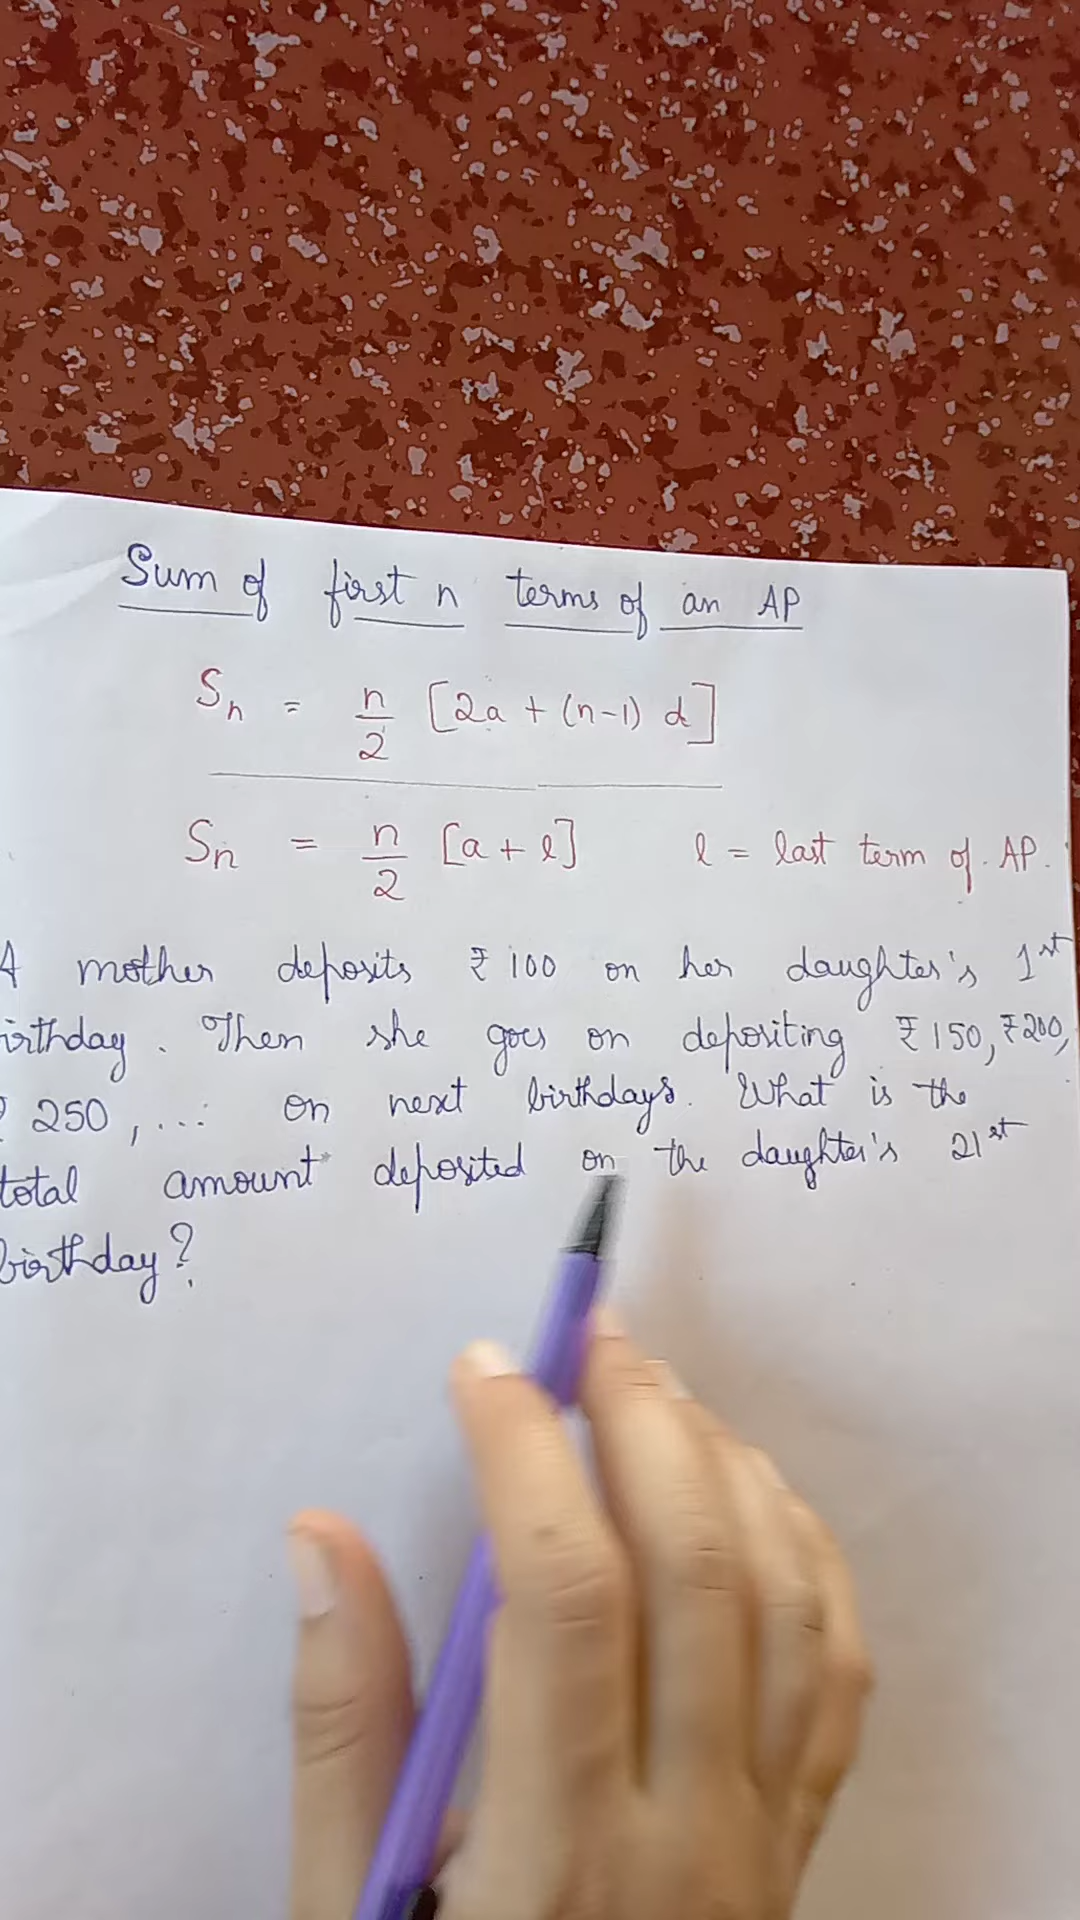 Sum of first n terms of an AP
Sn = n/2 [2a + (n-1) d]
Sn = n/2 [a + l] l = last term of AP.
A mother deposits ₹100 on her daughter's 1st
irthday. Then she goes on depositing ₹150, ₹200,
250, ... on next birthdays. What is the
total amount deposited on the daughter's 21st
birthday?